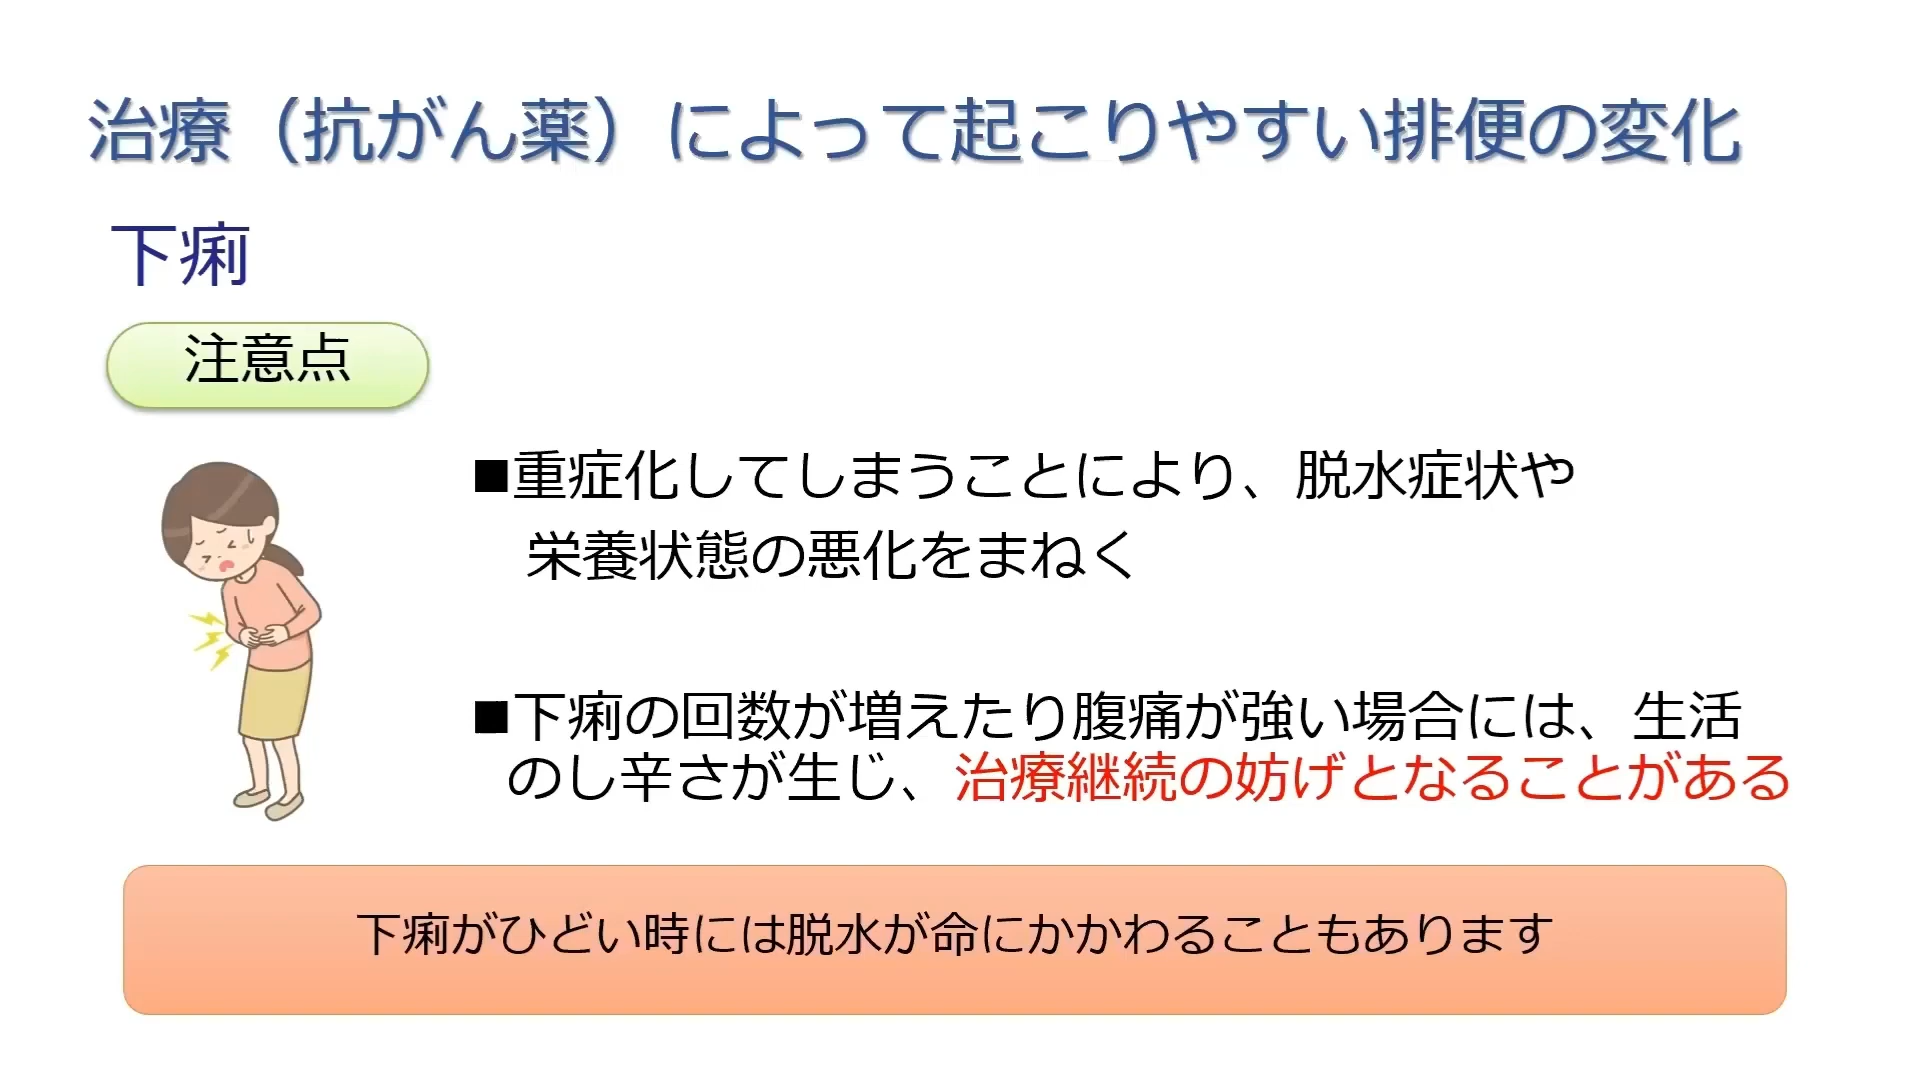 治療（抗がん薬）によって起こりやすい排便の変化
下痢
注意点
■重症化してしまうことにより、脱水症状や
栄養状態の悪化をまねく
■下痢の回数が増えたり腹痛が強い場合には、生活
のし辛さが生じ、治療継続の妨げとなることがある
下痢がひどい時には脱水が命にかかわることもあります